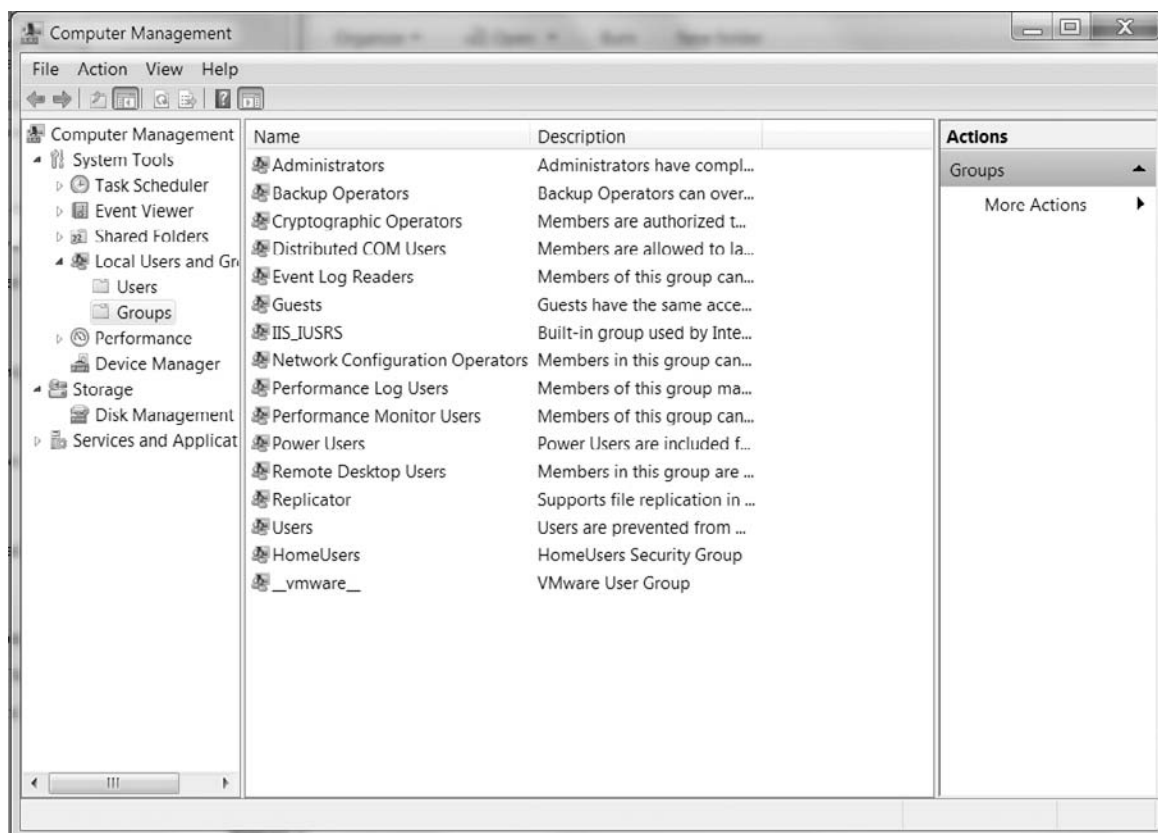 Computer Management
Organize Open Burn New folder
File Action View Help
Computer Management
System Tools
Task Scheduler
Event Viewer
Shared Folders
Local Users and Gr
Users
Groups
Performance
Device Manager
Storage
Disk Management
Services and Applicat
Name Description
Administrators Administrators have compl...
Backup Operators Backup Operators can over...
Cryptographic Operators Members are authorized t...
Distributed COM Users Members are allowed to la...
Event Log Readers Members of this group can...
Guests Guests have the same acce...
IIS_IUSRS Built-in group used by Inte...
Network Configuration Operators Members in this group can...
Performance Log Users Members of this group ma...
Performance Monitor Users Members of this group can...
Power Users Power Users are included f...
Remote Desktop Users Members in this group are ...
Replicator Supports file replication in ...
Users Users are prevented from ...
HomeUsers HomeUsers Security Group
__vmware__ VMware User Group
Actions
Groups
More Actions